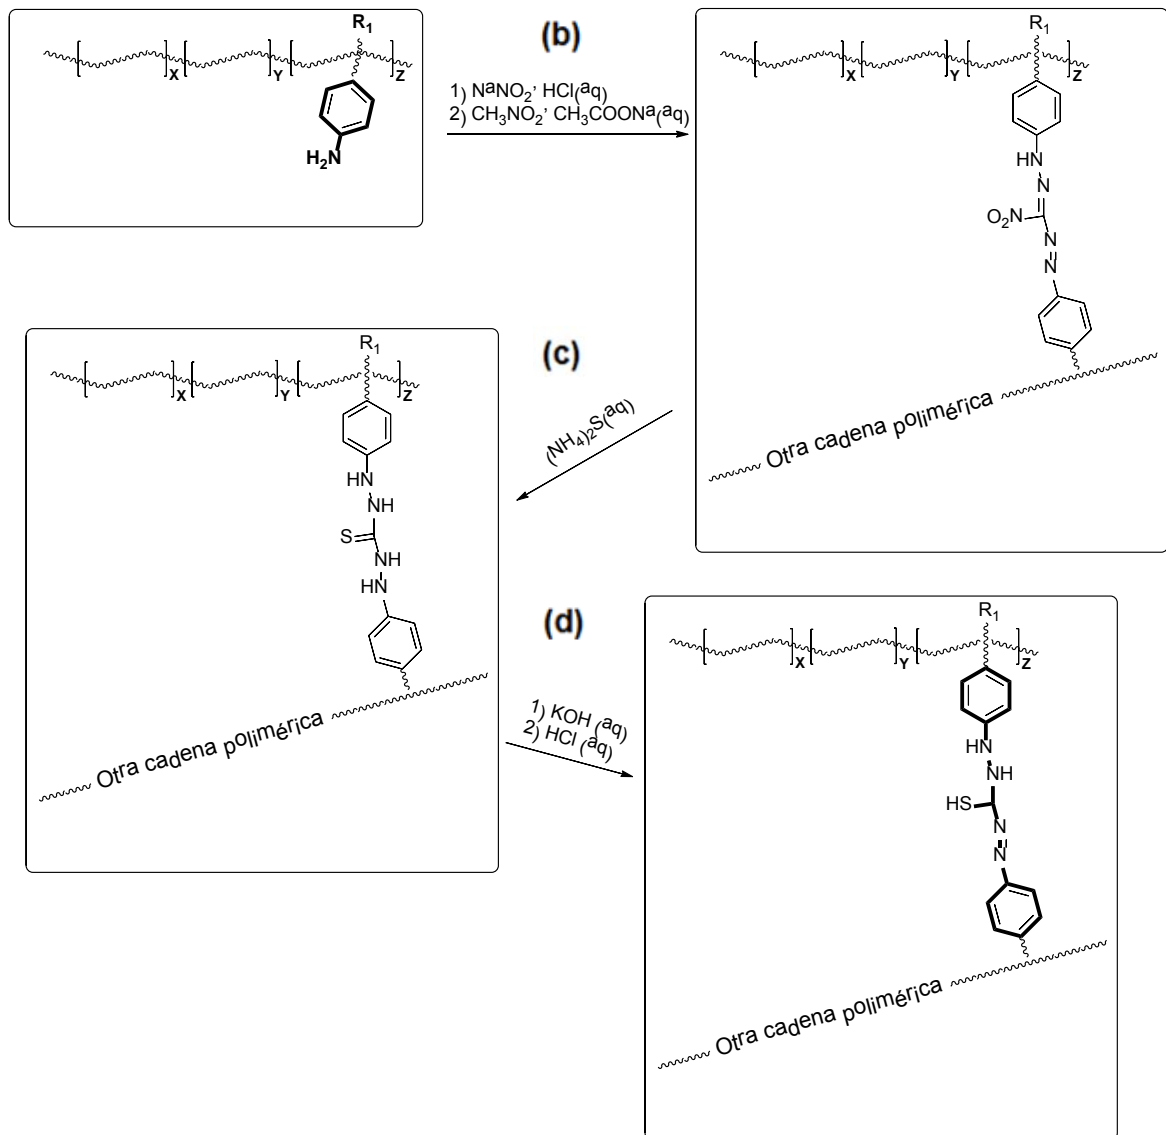 R₁
(b)
R₁
X Y Z
X Y Z
1) NaNO₂, HCl(aq)
2) CH₃NO₂, CH₃COONa(aq)
H₂N
HN
N
O₂N
N
N
Otra cadena polimérica
(c)
R₁
X Y Z
(NH₄)₂S(aq)
HN
NH
S
NH
HN
Otra cadena polimérica
(d)
1) KOH (aq)
2) HCl (aq)
R₁
X Y Z
HN
NH
HS
N
N
Otra cadena polimérica